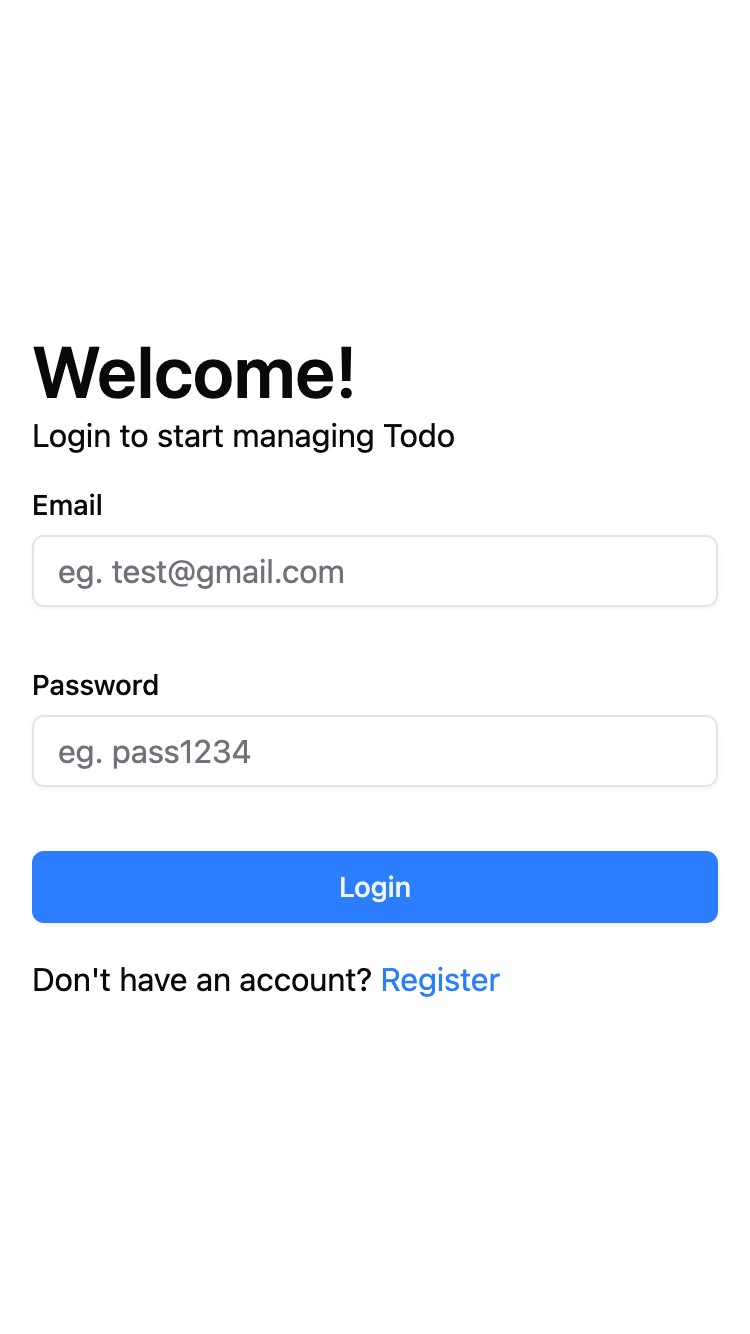 Welcome!
Login to start managing Todo
Email
eg. test@gmail.com
Password
eg. pass1234
Login
Don't have an account? Register